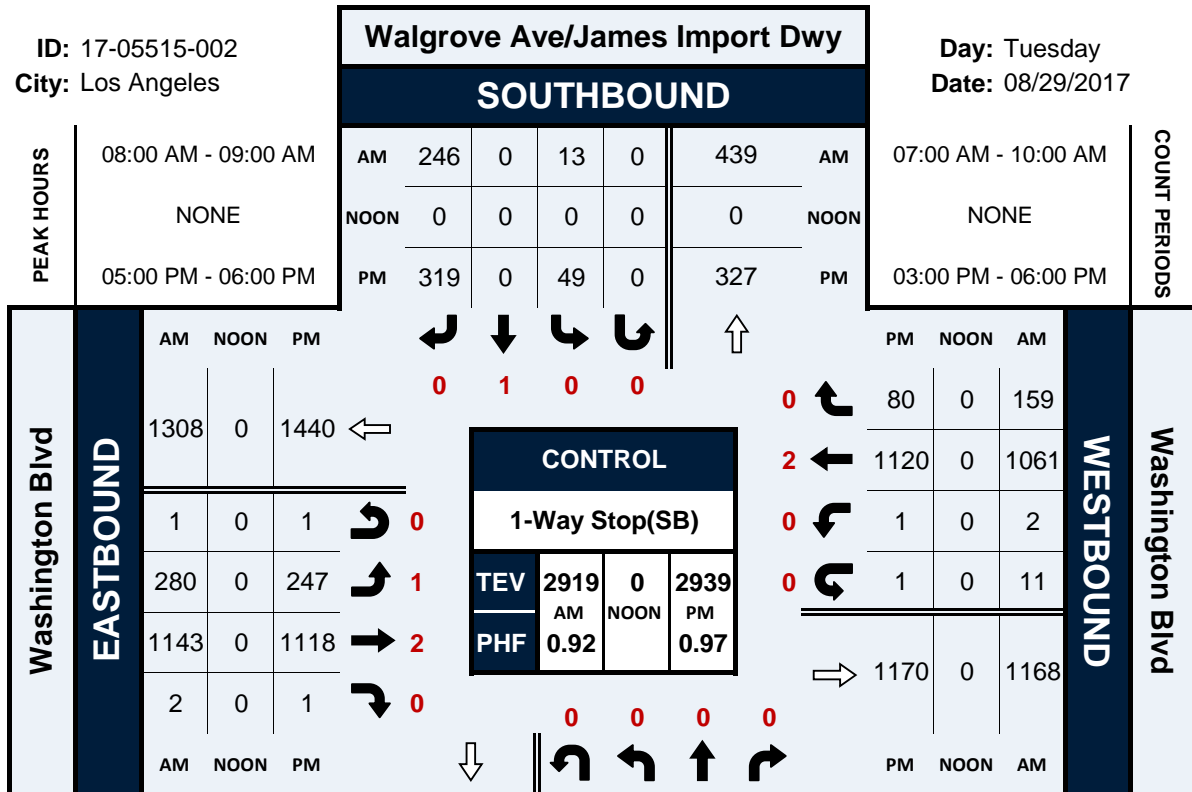 ID: 17-05515-002
City: Los Angeles
Walgrove Ave/James Import Dwy
SOUTHBOUND
Day: Tuesday
Date: 08/29/2017
PEAK HOURS
08:00 AM - 09:00 AM
NONE
05:00 PM - 06:00 PM
AM 246 0 13 0 439 AM
NOON 0 0 0 0 0 NOON
PM 319 0 49 0 327 PM
07:00 AM - 10:00 AM
NONE
03:00 PM - 06:00 PM
COUNT PERIODS
0 1 0 0
Washington Blvd
EASTBOUND
AM NOON PM
1308 0 1440
1 0 1 0
280 0 247 1
1143 0 1118 2
2 0 1 0
AM NOON PM
CONTROL
1-Way Stop(SB)
TEV 2919 0 2939
AM NOON PM
PHF 0.92 0.97
PM NOON AM
0 80 0 159
2 1120 0 1061
0 1 0 2
0 1 0 11
1170 0 1168
PM NOON AM
WESTBOUND
Washington Blvd
0 0 0 0